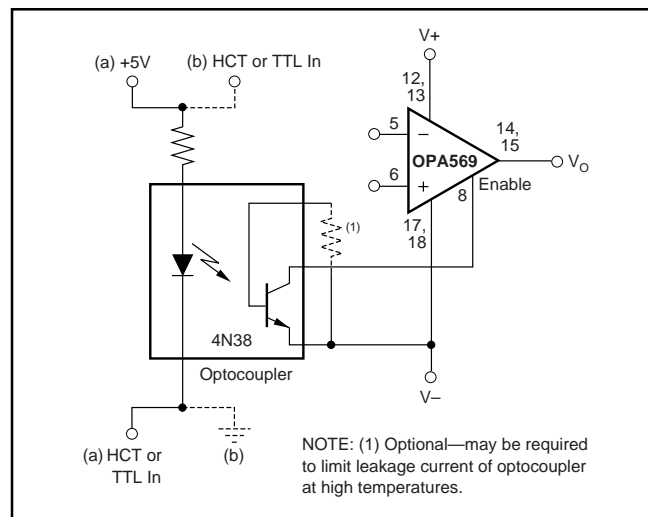 (a) +5V
(b) HCT or TTL In
V+
12,
13
5
−
OPA569
14,
15
VO
6
+
Enable
8
17,
18
(1)
4N38
Optocoupler
V–
(a) HCT or
TTL In
(b)
NOTE: (1) Optional—may be required
to limit leakage current of optocoupler
at high temperatures.